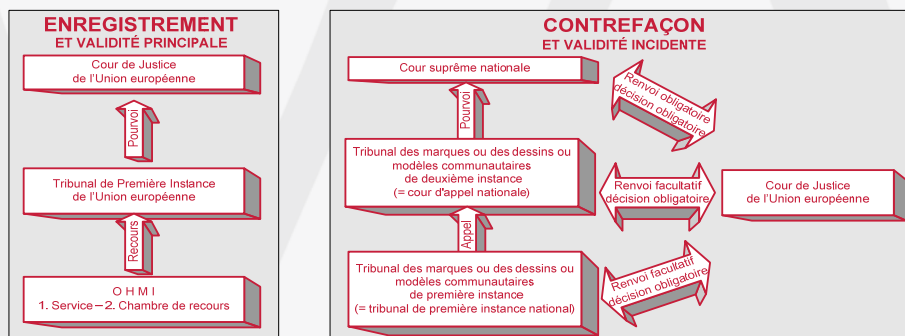 ENREGISTREMENT
ET VALIDITÉ PRINCIPALE
Cour de Justice
de l'Union européenne
Pourvoi
Tribunal de Première Instance
de l'Union européenne
Recours
O H M I
1. Service – 2. Chambre de recours
CONTREFAÇON
ET VALIDITÉ INCIDENTE
Cour suprême nationale
Renvoi obligatoire
décision obligatoire
Pourvoi
Tribunal des marques ou des dessins ou
modèles communautaires
de deuxième instance
(= cour d'appel nationale)
Renvoi facultatif
décision obligatoire
Cour de Justice
de l'Union européenne
Appel
Tribunal des marques ou des dessins ou
modèles communautaires
de première instance
(= tribunal de première instance national)
Renvoi facultatif
décision obligatoire